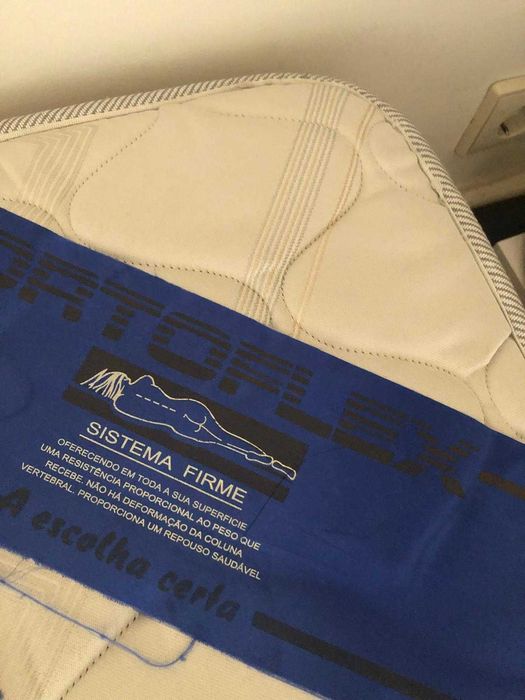 ORTOFLEX
SISTEMA FIRME
OFERECENDO EM TODA A SUA SUPERFICIE
UMA RESISTÊNCIA PROPORCIONAL AO PESO QUE
RECEBE. NÃO HÁ DEFORMAÇÃO DA COLUNA
VERTEBRAL. PROPORCIONA UM REPOUSO SAUDÁVEL
A escolha certa